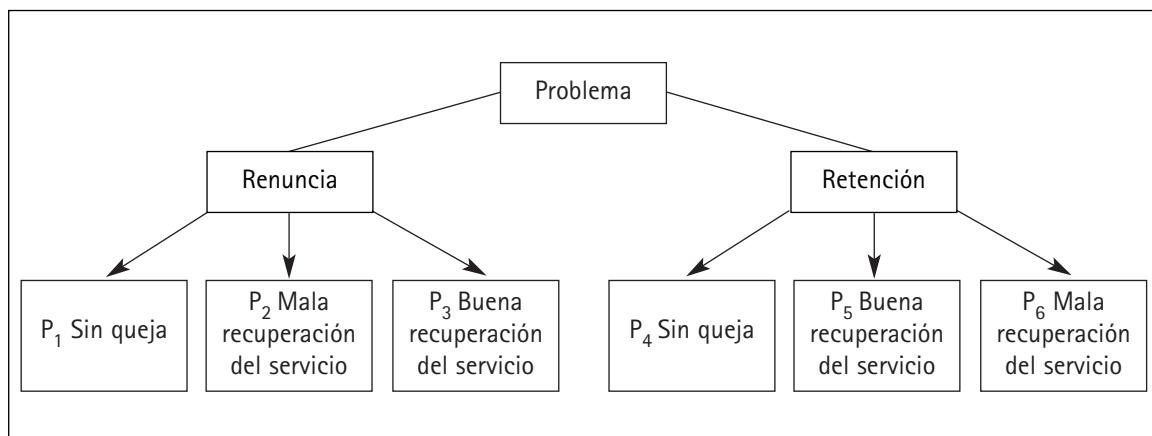 Problema
Renuncia
Retención
P₁ Sin queja
P₂ Mala
recuperación
del servicio
P₃ Buena
recuperación
del servicio
P₄ Sin queja
P₅ Buena
recuperación
del servicio
P₆ Mala
recuperación
del servicio